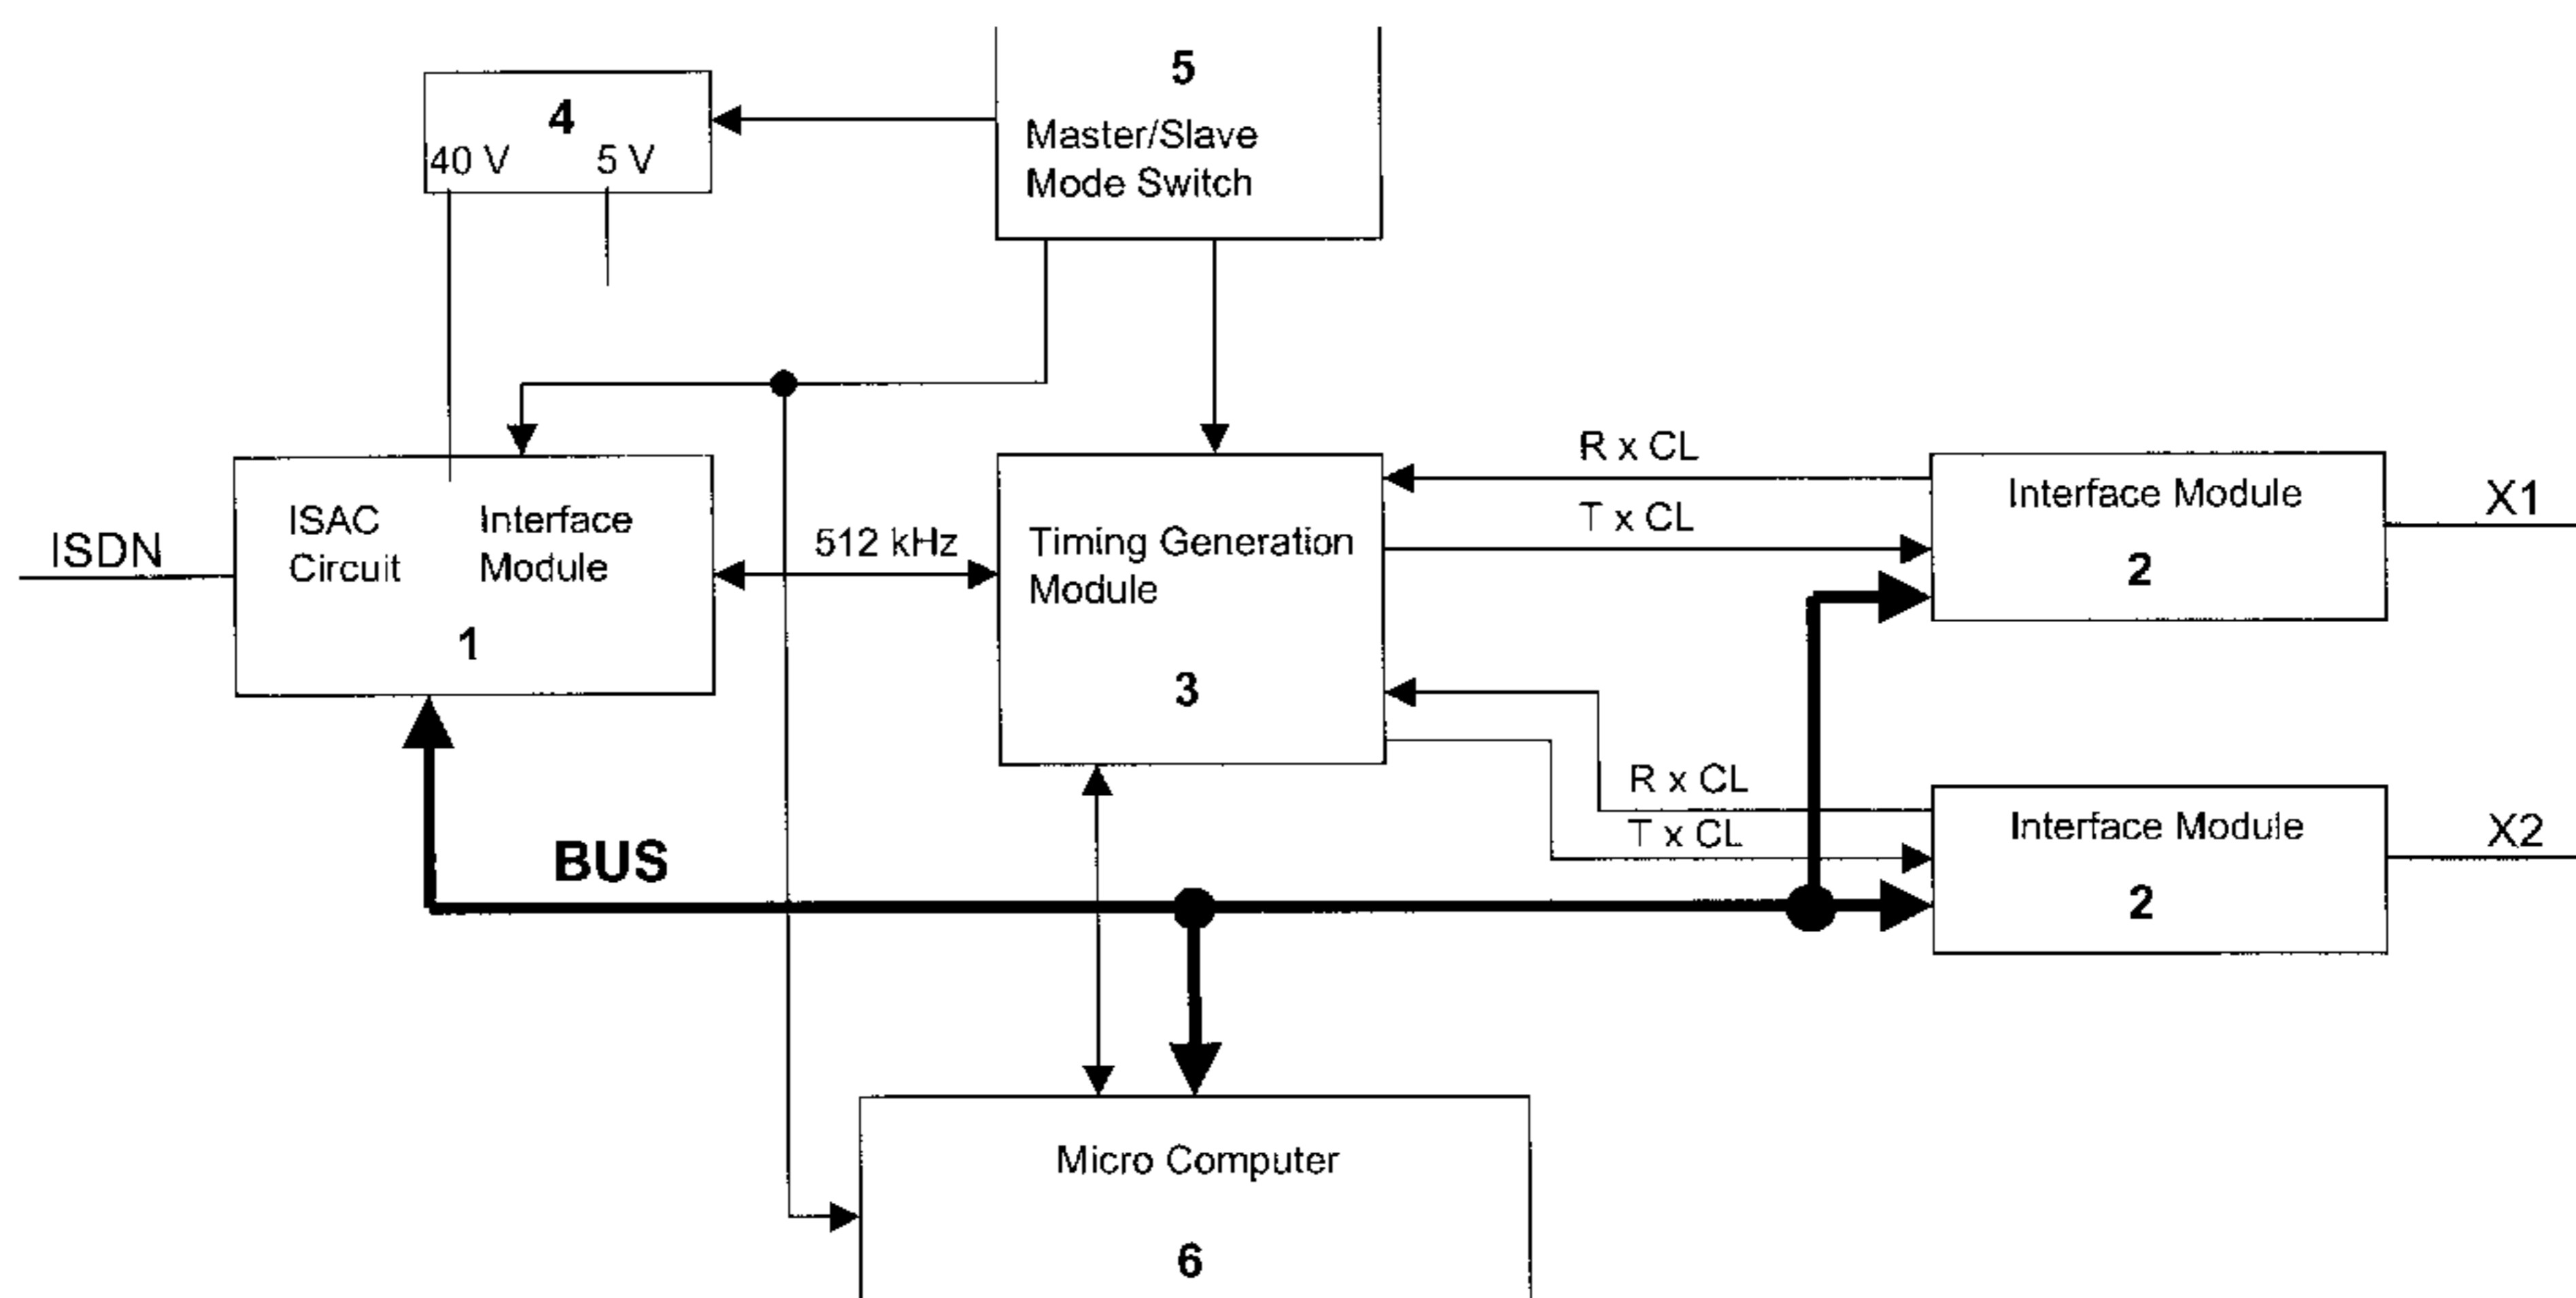 5
Master/Slave
Mode Switch
4
40 V 5 V
ISDN
ISAC
Circuit
Interface
Module
1
512 kHz
Timing Generation
Module
3
R x CL
T x CL
Interface Module
2
X1
R x CL
T x CL
Interface Module
2
X2
BUS
Micro Computer
6